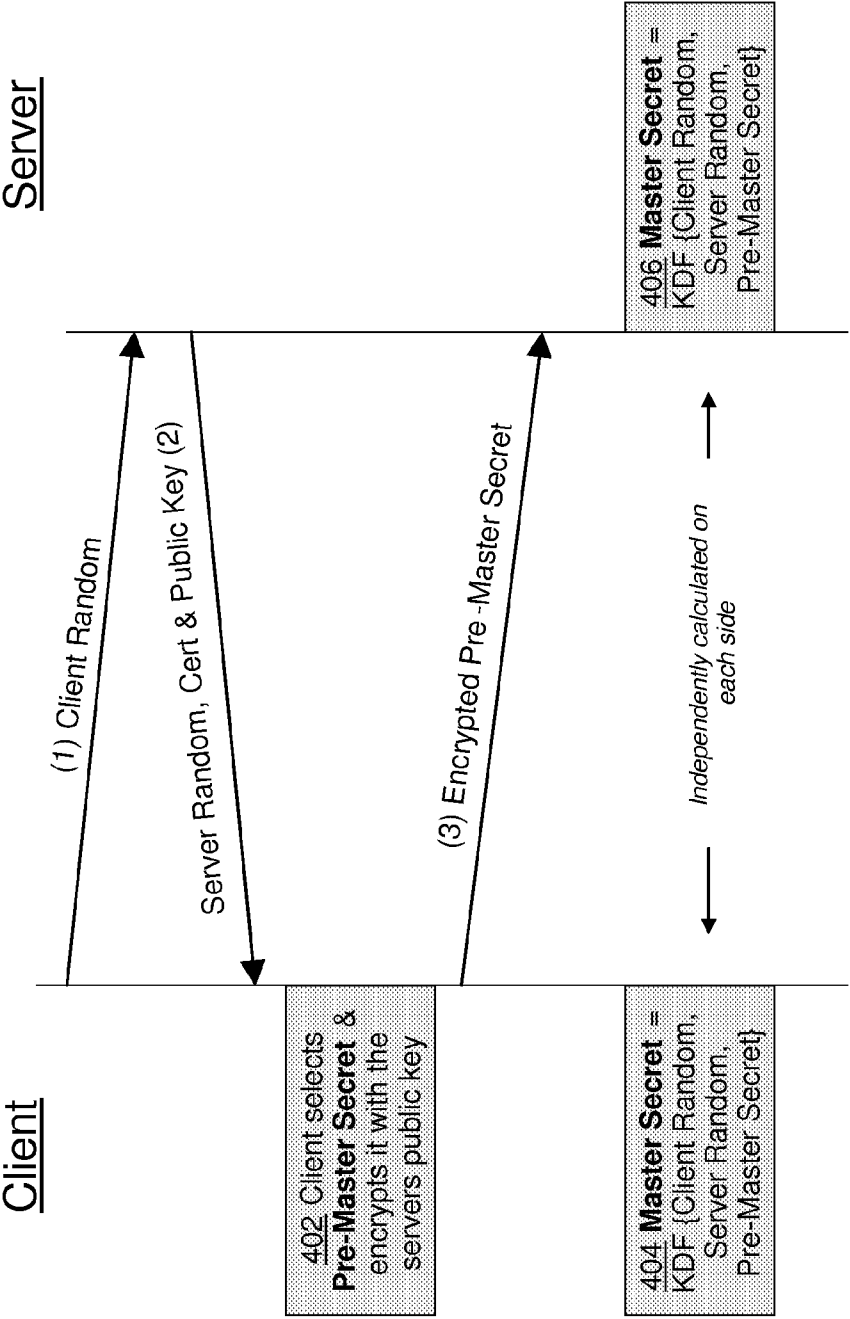 Client
Server
(1) Client Random
Server Random, Cert & Public Key (2)
402 Client selects
Pre-Master Secret &
encrypts it with the
servers public key
(3) Encrypted Pre -Master Secret
404 Master Secret =
KDF {Client Random,
Server Random,
Pre-Master Secret}
Independently calculated on
each side
406 Master Secret =
KDF {Client Random,
Server Random,
Pre-Master Secret}